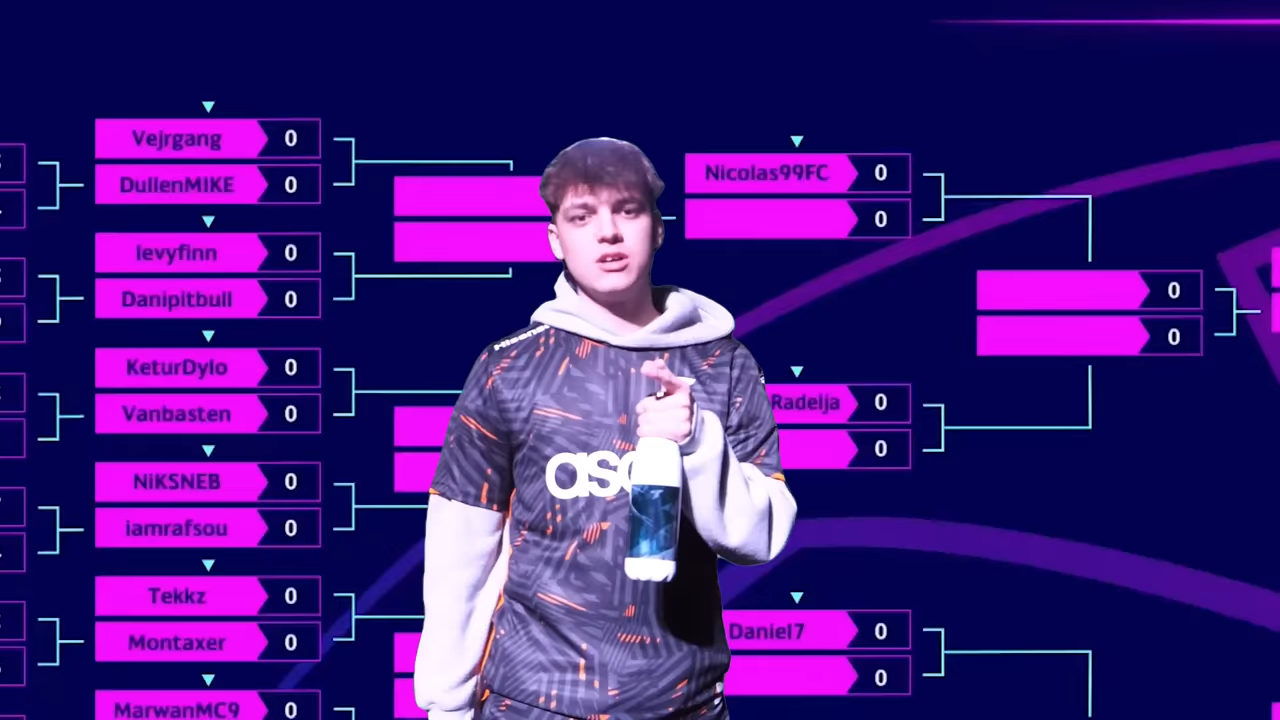 Vejrgang 0
DullenMIKE 0
levyfinn 0
Danipitbull 0
KeturDylo 0
Vanbasten 0
NiKSNEB 0
iamrafsou 0
Tekkz 0
Montaxer 0
MarwanMC9 0
Nicolas99FC 0
0
Radelja 0
0
Daniel7 0
0
0
0
aso